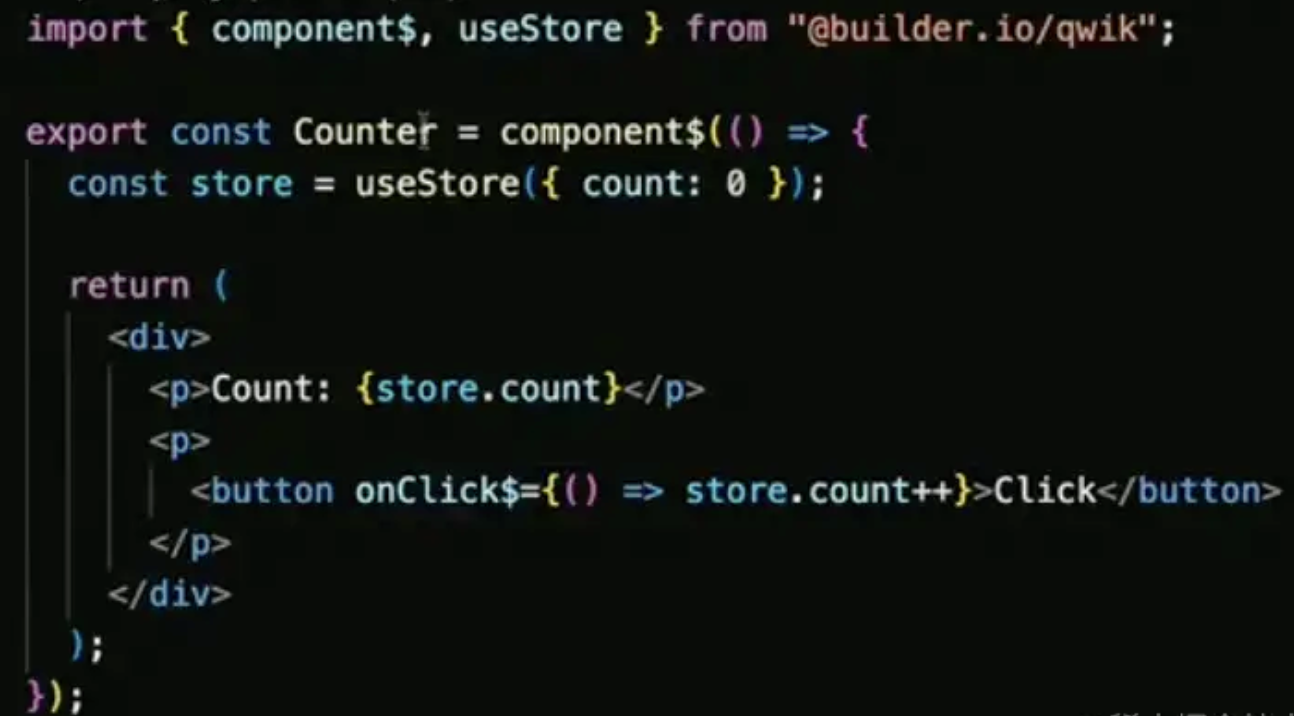 import { component$, useStore } from "@builder.io/qwik";
export const Counter = component$(() => {
const store = useStore({ count: 0 });
return (
<div>
<p>Count: {store.count}</p>
<p>
<button onClick$={() => store.count++}>Click</button>
</p>
</div>
);
});